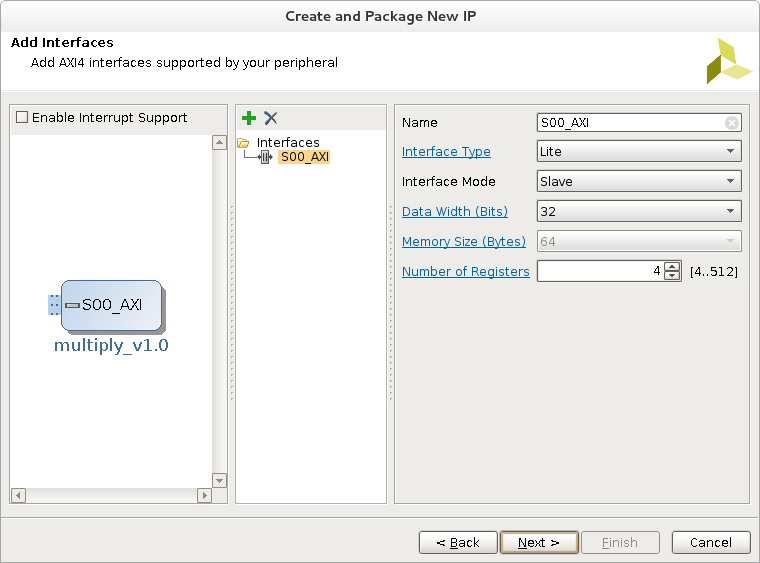 Create and Package New IP
Add Interfaces
Add AXI4 interfaces supported by your peripheral
Enable Interrupt Support
S00_AXI
multiply_v1.0
Interfaces
S00_AXI
Name S00_AXI
Interface Type Lite
Interface Mode Slave
Data Width (Bits) 32
Memory Size (Bytes) 64
Number of Registers 4 [4..512]
< Back Next > Finish Cancel